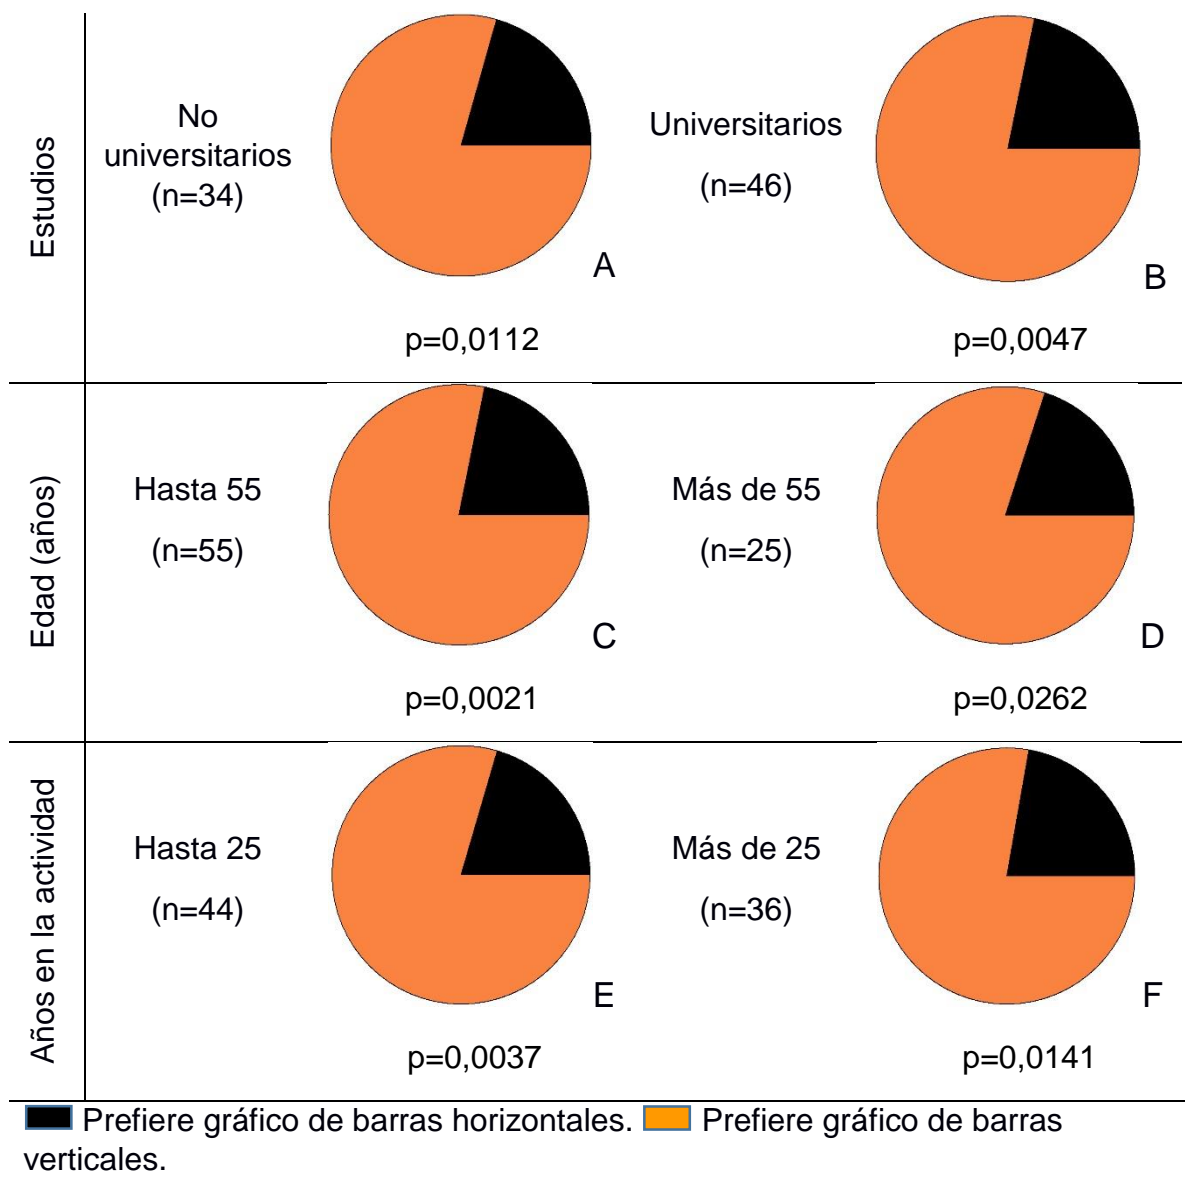 Estudios
No
universitarios
(n=34)
A
p=0,0112
Universitarios
(n=46)
B
p=0,0047
Edad (años)
Hasta 55
(n=55)
C
p=0,0021
Más de 55
(n=25)
D
p=0,0262
Años en la actividad
Hasta 25
(n=44)
E
p=0,0037
Más de 25
(n=36)
F
p=0,0141
Prefiere gráfico de barras horizontales. Prefiere gráfico de barras
verticales.